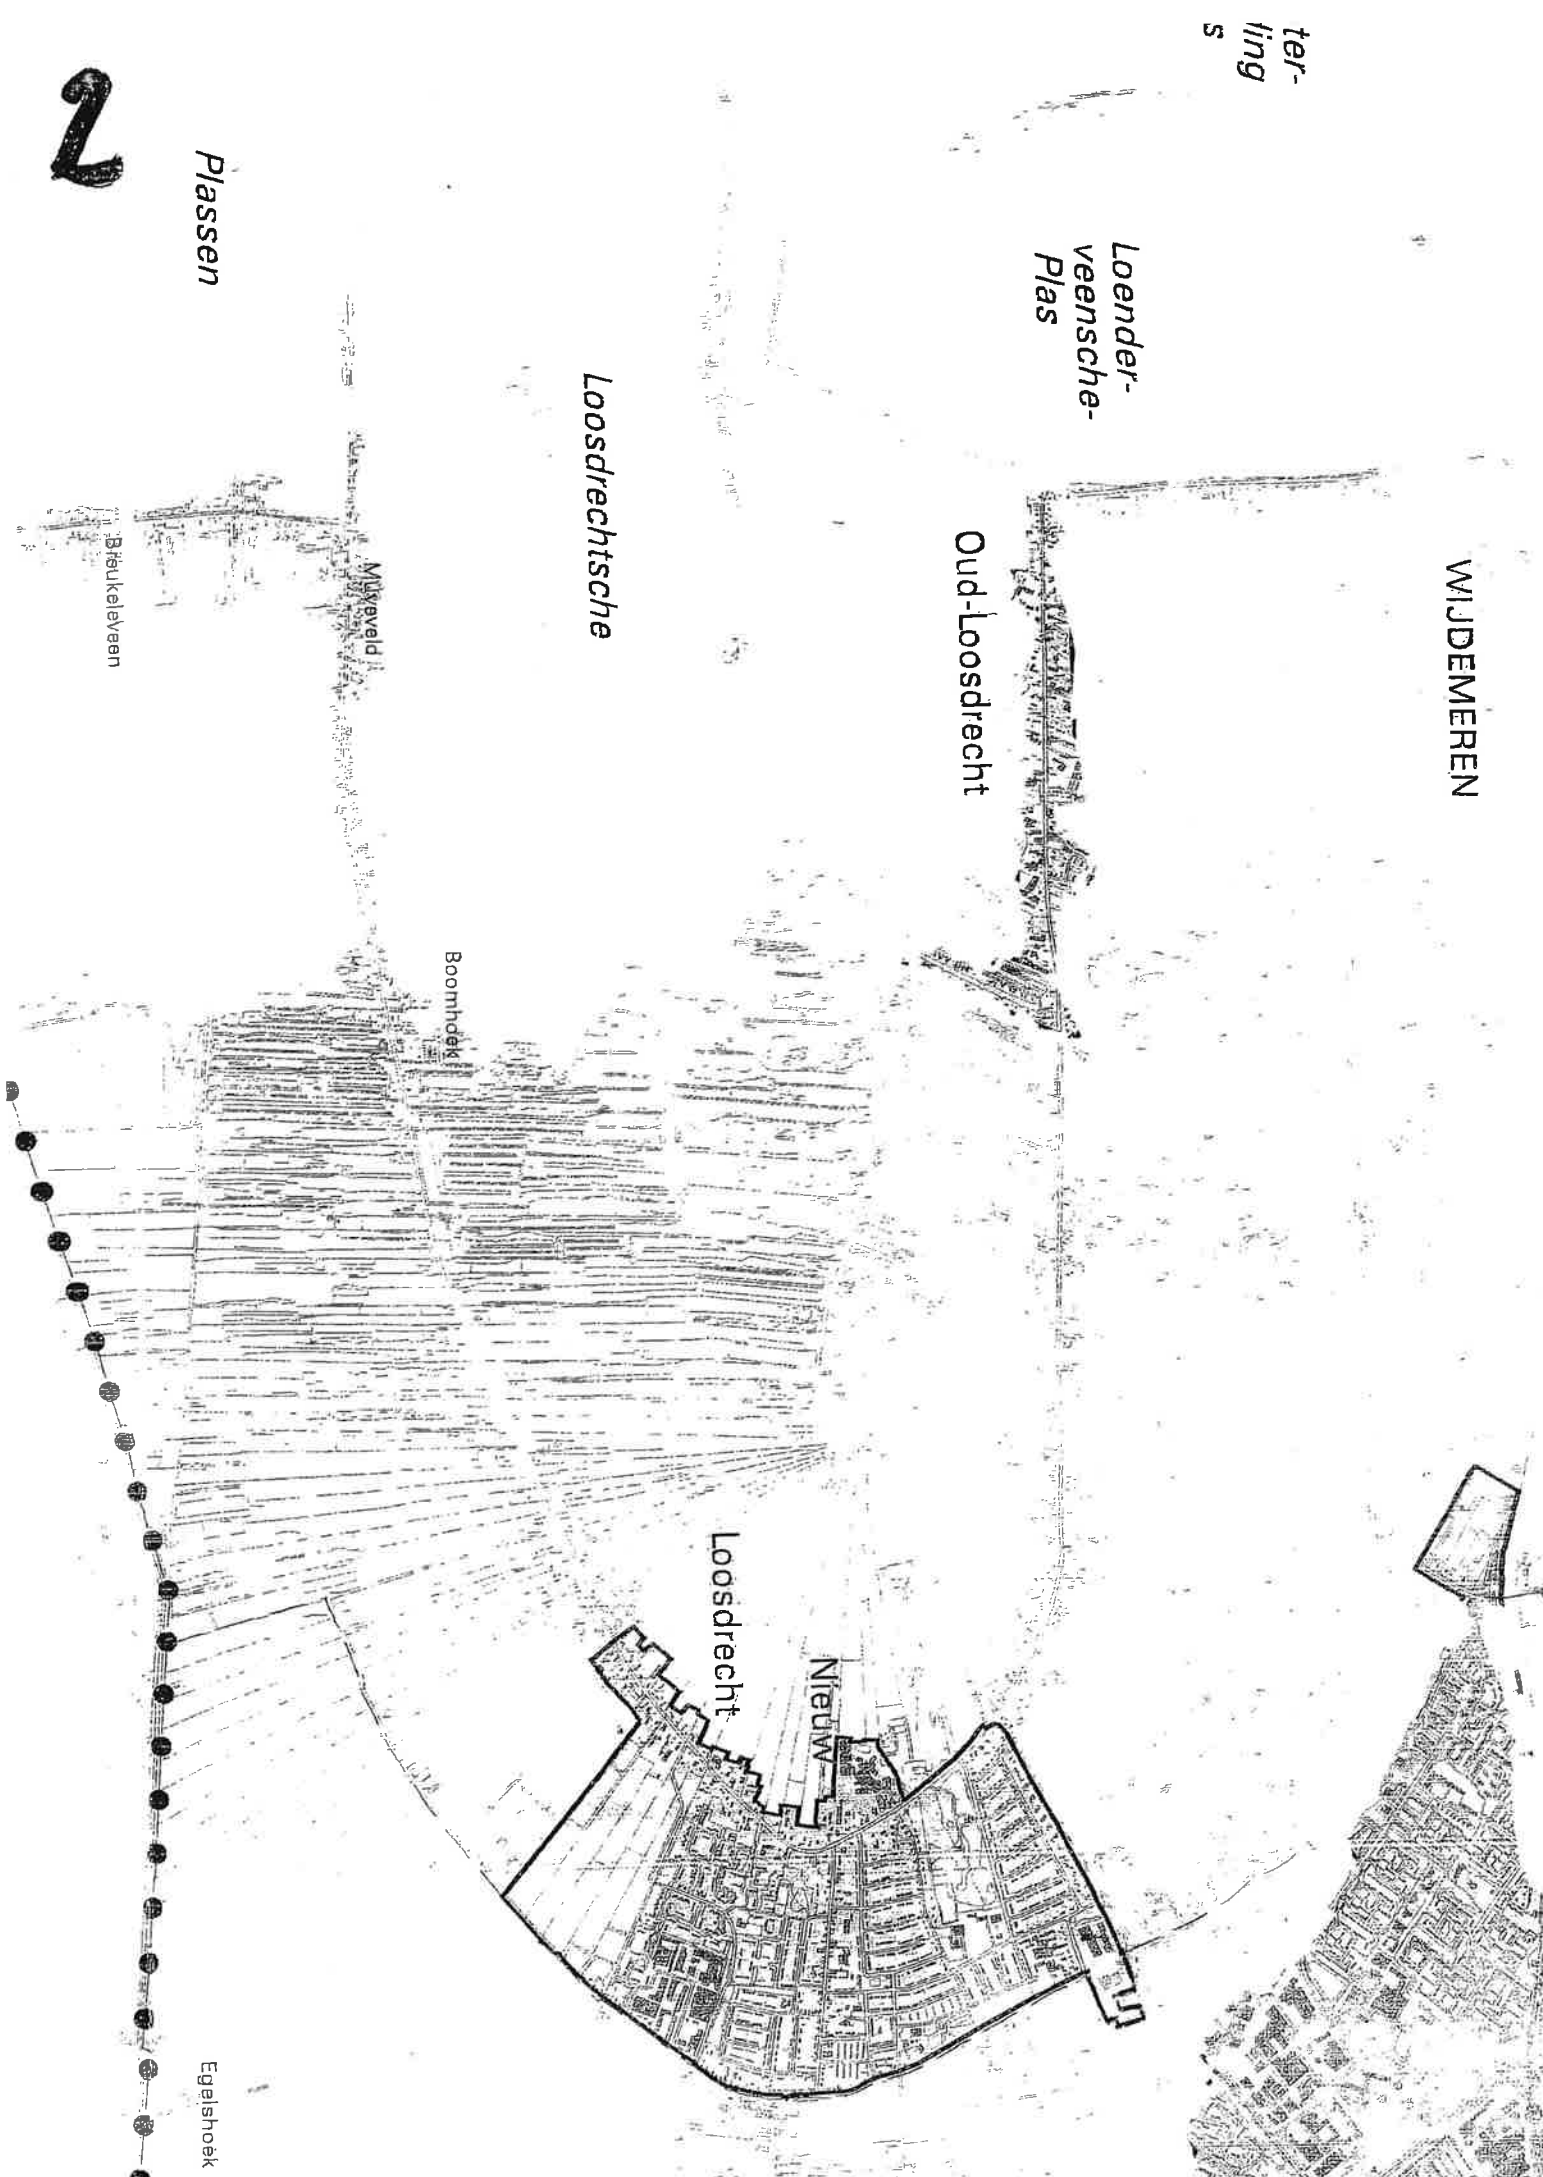 2
ter-
ling
s
Loender-
veensche-
Plas
WIJDEMEREN
Oud-Loosdrecht
Loosdrechtsche
Plassen
Muyeveld
Breukeleveen
Boomhoek
Nieuw
Loosdrecht
Egelshoek